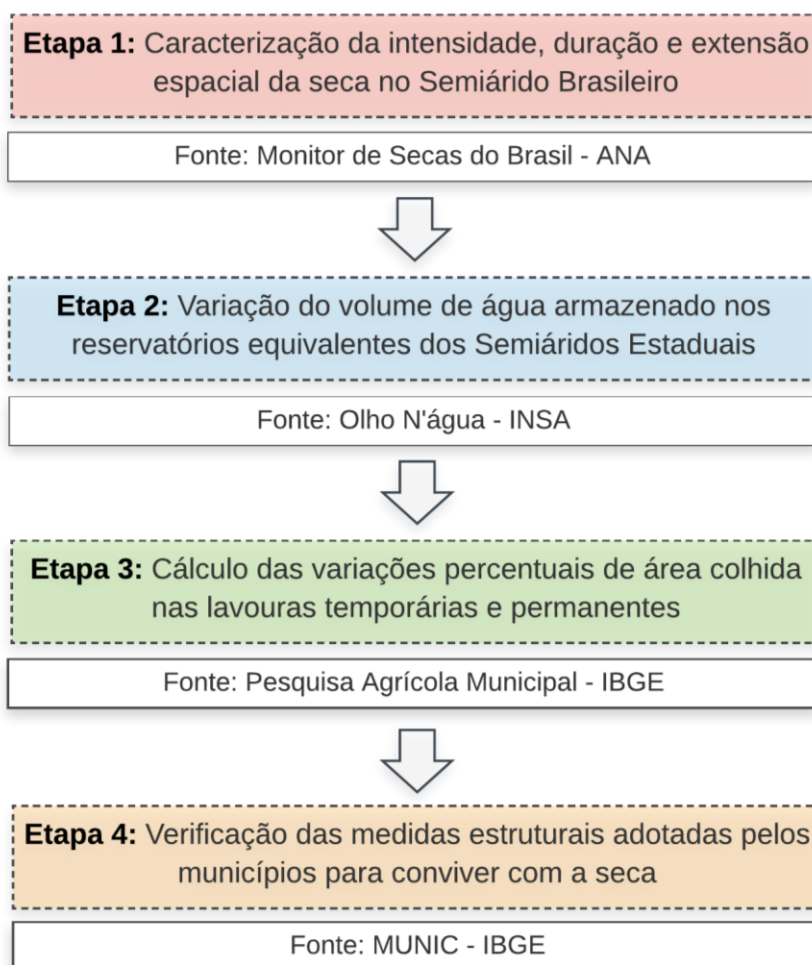 Etapa 1: Caracterização da intensidade, duração e extensão
espacial da seca no Semiárido Brasileiro
Fonte: Monitor de Secas do Brasil - ANA
Etapa 2: Variação do volume de água armazenado nos
reservatórios equivalentes dos Semiáridos Estaduais
Fonte: Olho N'água - INSA
Etapa 3: Cálculo das variações percentuais de área colhida
nas lavouras temporárias e permanentes
Fonte: Pesquisa Agrícola Municipal - IBGE
Etapa 4: Verificação das medidas estruturais adotadas pelos
municípios para conviver com a seca
Fonte: MUNIC - IBGE